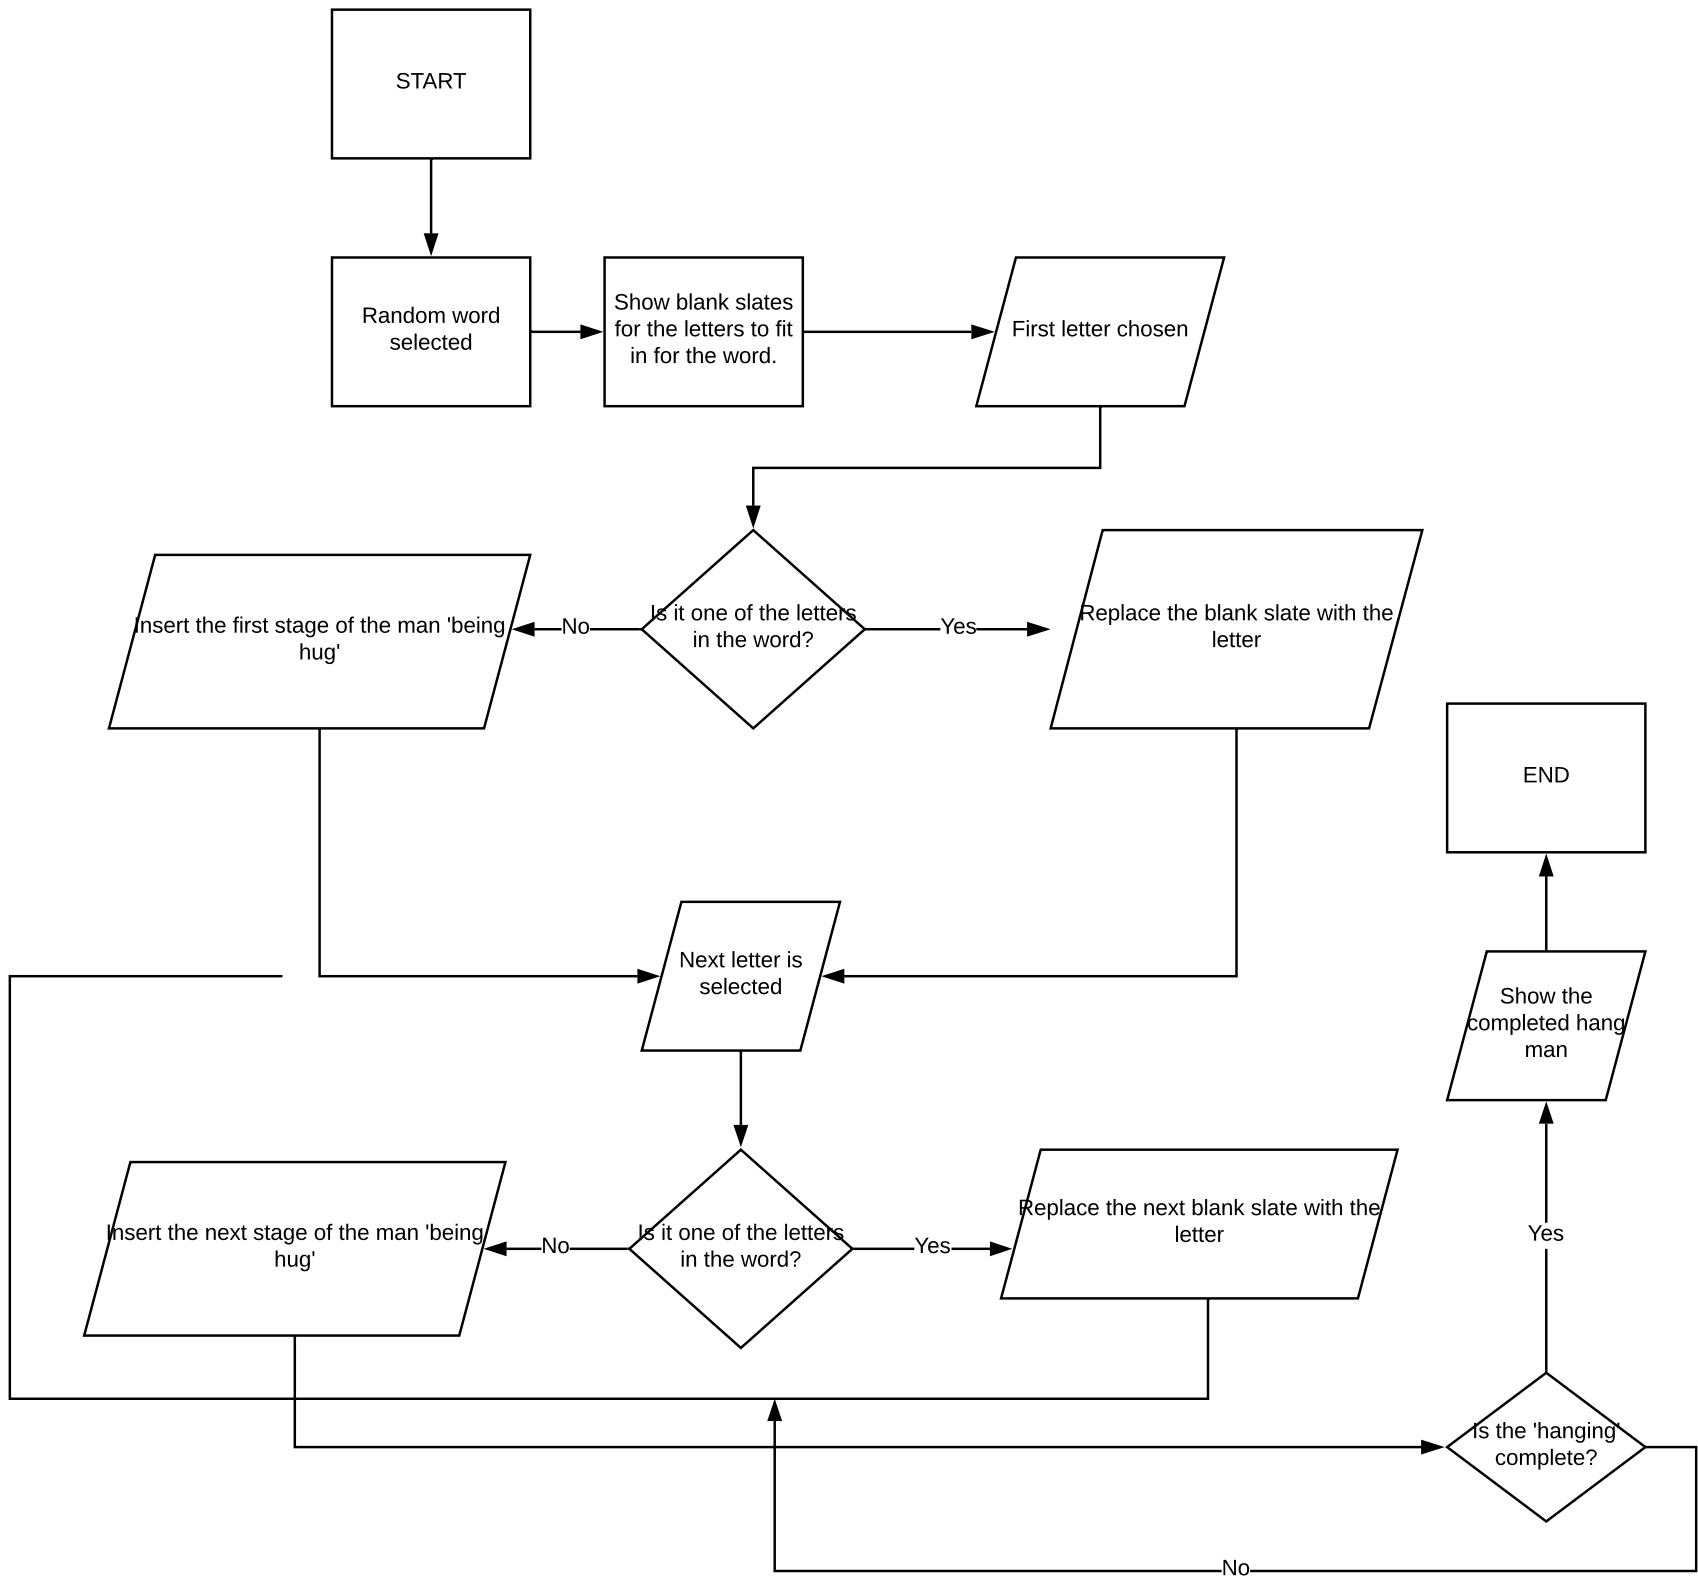 START
Random word
selected
Show blank slates
for the letters to fit
in for the word.
First letter chosen
Insert the first stage of the man 'being
hug'
No
Is it one of the letters
in the word?
Yes
Replace the blank slate with the
letter
END
Next letter is
selected
Show the
completed hang
man
Insert the next stage of the man 'being
hug'
No
Is it one of the letters
in the word?
Yes
Replace the next blank slate with the
letter
Yes
Is the 'hanging'
complete?
No